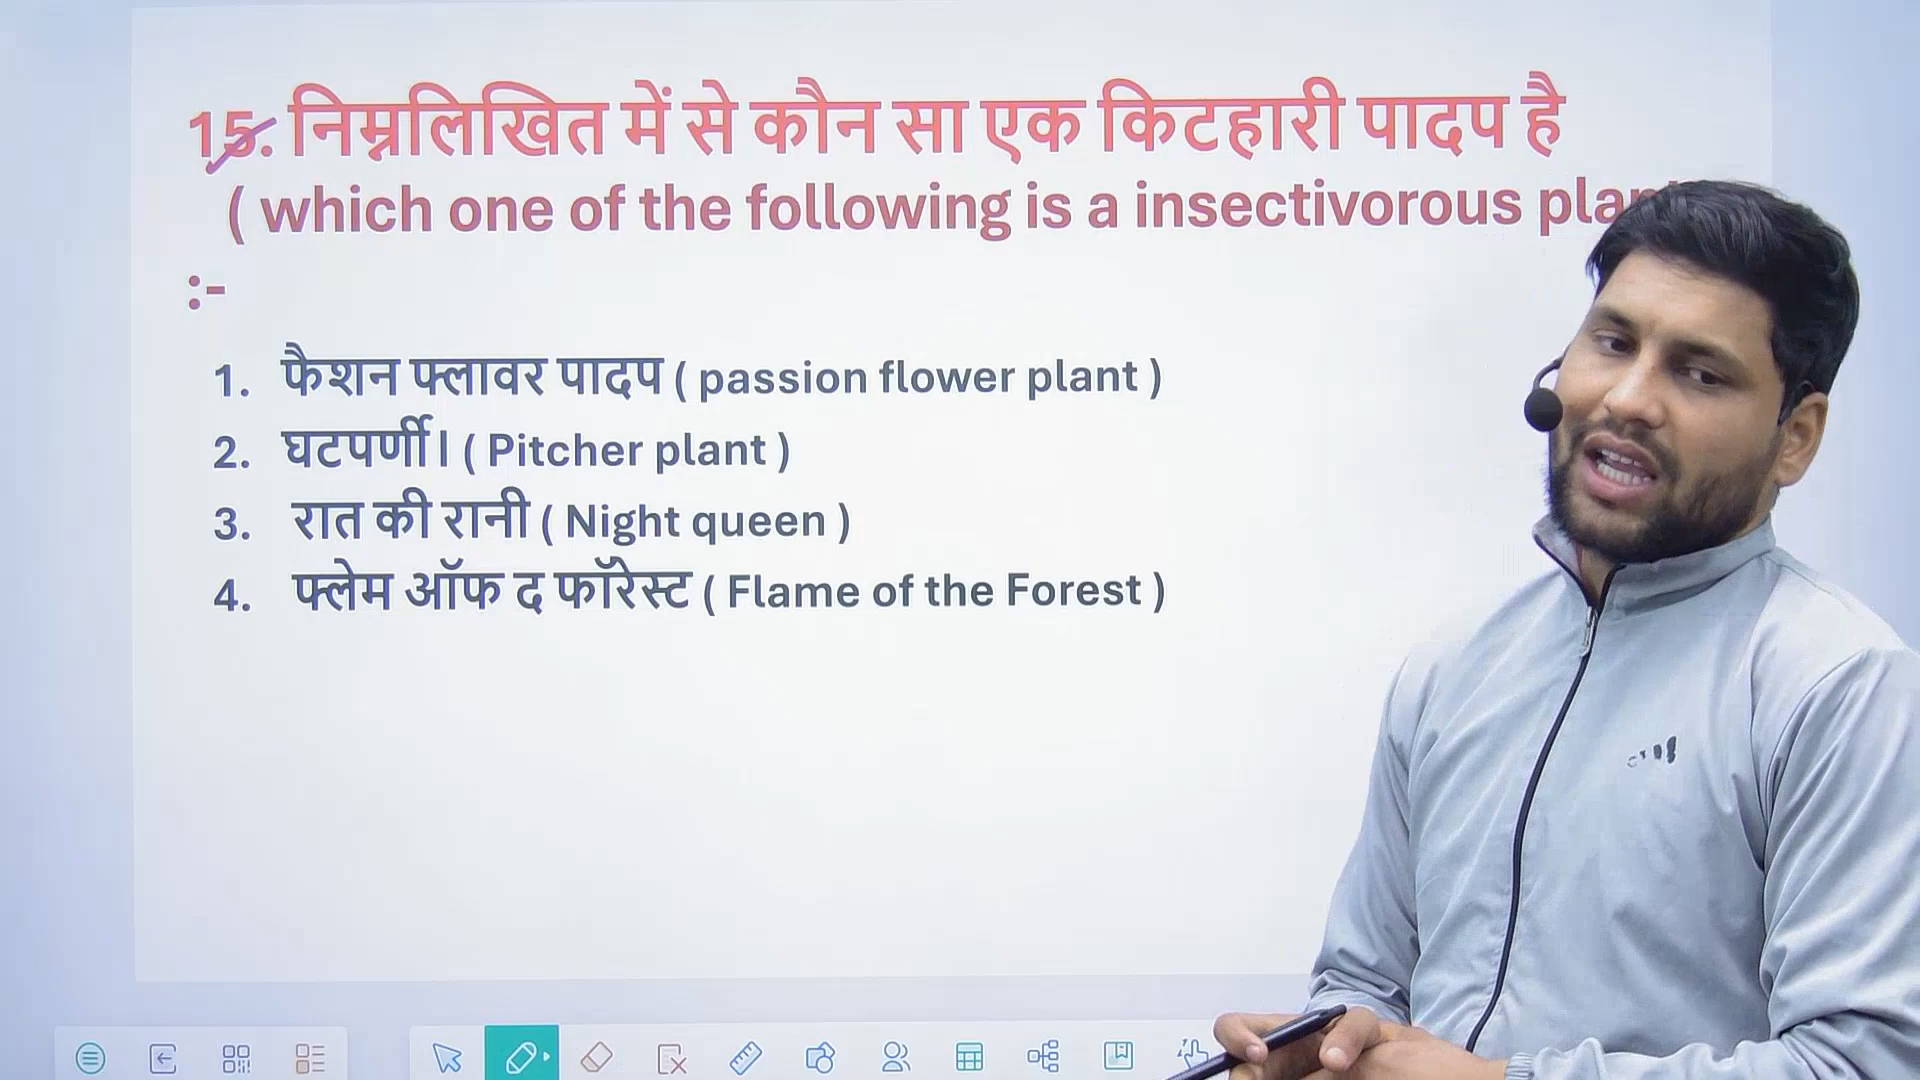 15. निम्नलिखित में से कौन सा एक किटहारी पादप है
( which one of the following is a insectivorous
:-
1. फैशन फ्लावर पादप ( passion flower plant )
2. घटपर्णी। ( Pitcher plant )
3. रात की रानी ( Night queen )
4. फ्लेम ऑफ द फॉरेस्ट ( Flame of the Forest )